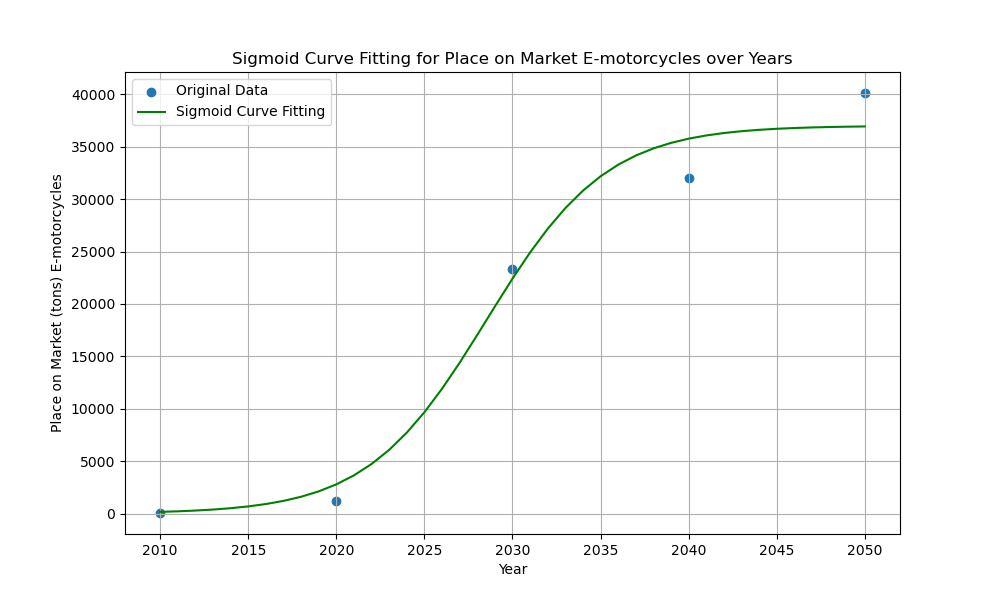 Sigmoid Curve Fitting for Place on Market E-motorcycles over Years
Original Data
Sigmoid Curve Fitting
Place on Market (tons) E-motorcycles
40000
35000
30000
25000
20000
15000
10000
5000
0
2010 2015 2020 2025 2030 2035 2040 2045 2050
Year